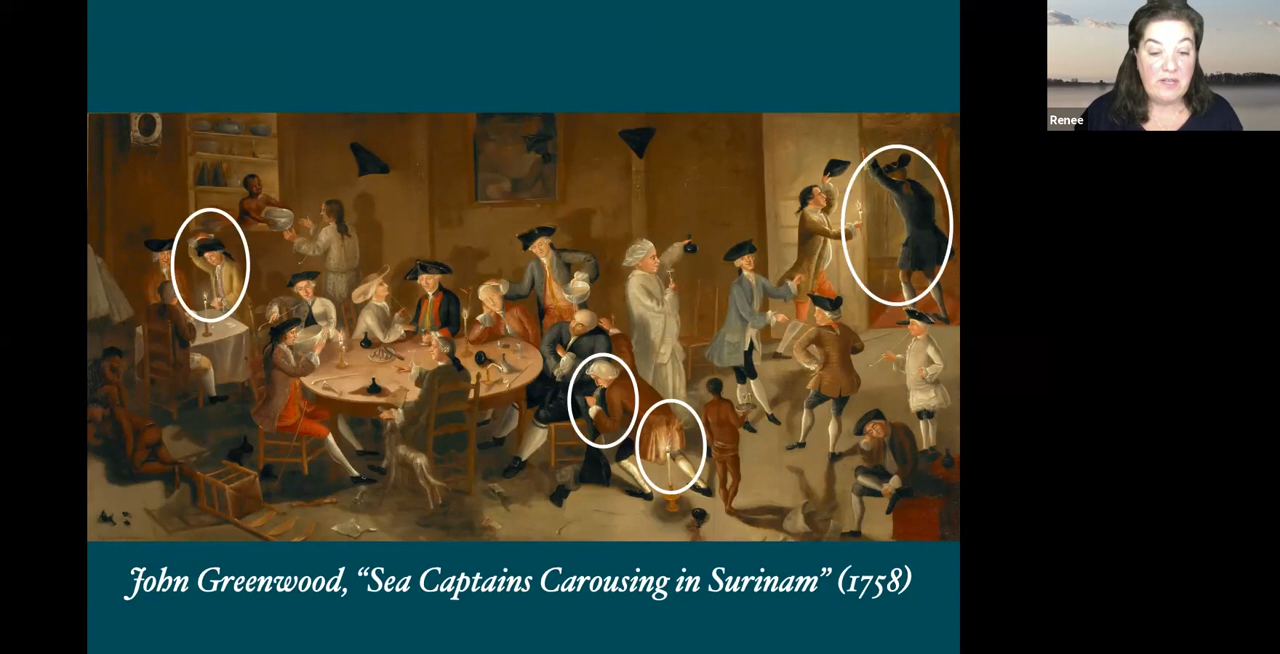 Renee
John Greenwood, “Sea Captains Carousing in Surinam” (1758)